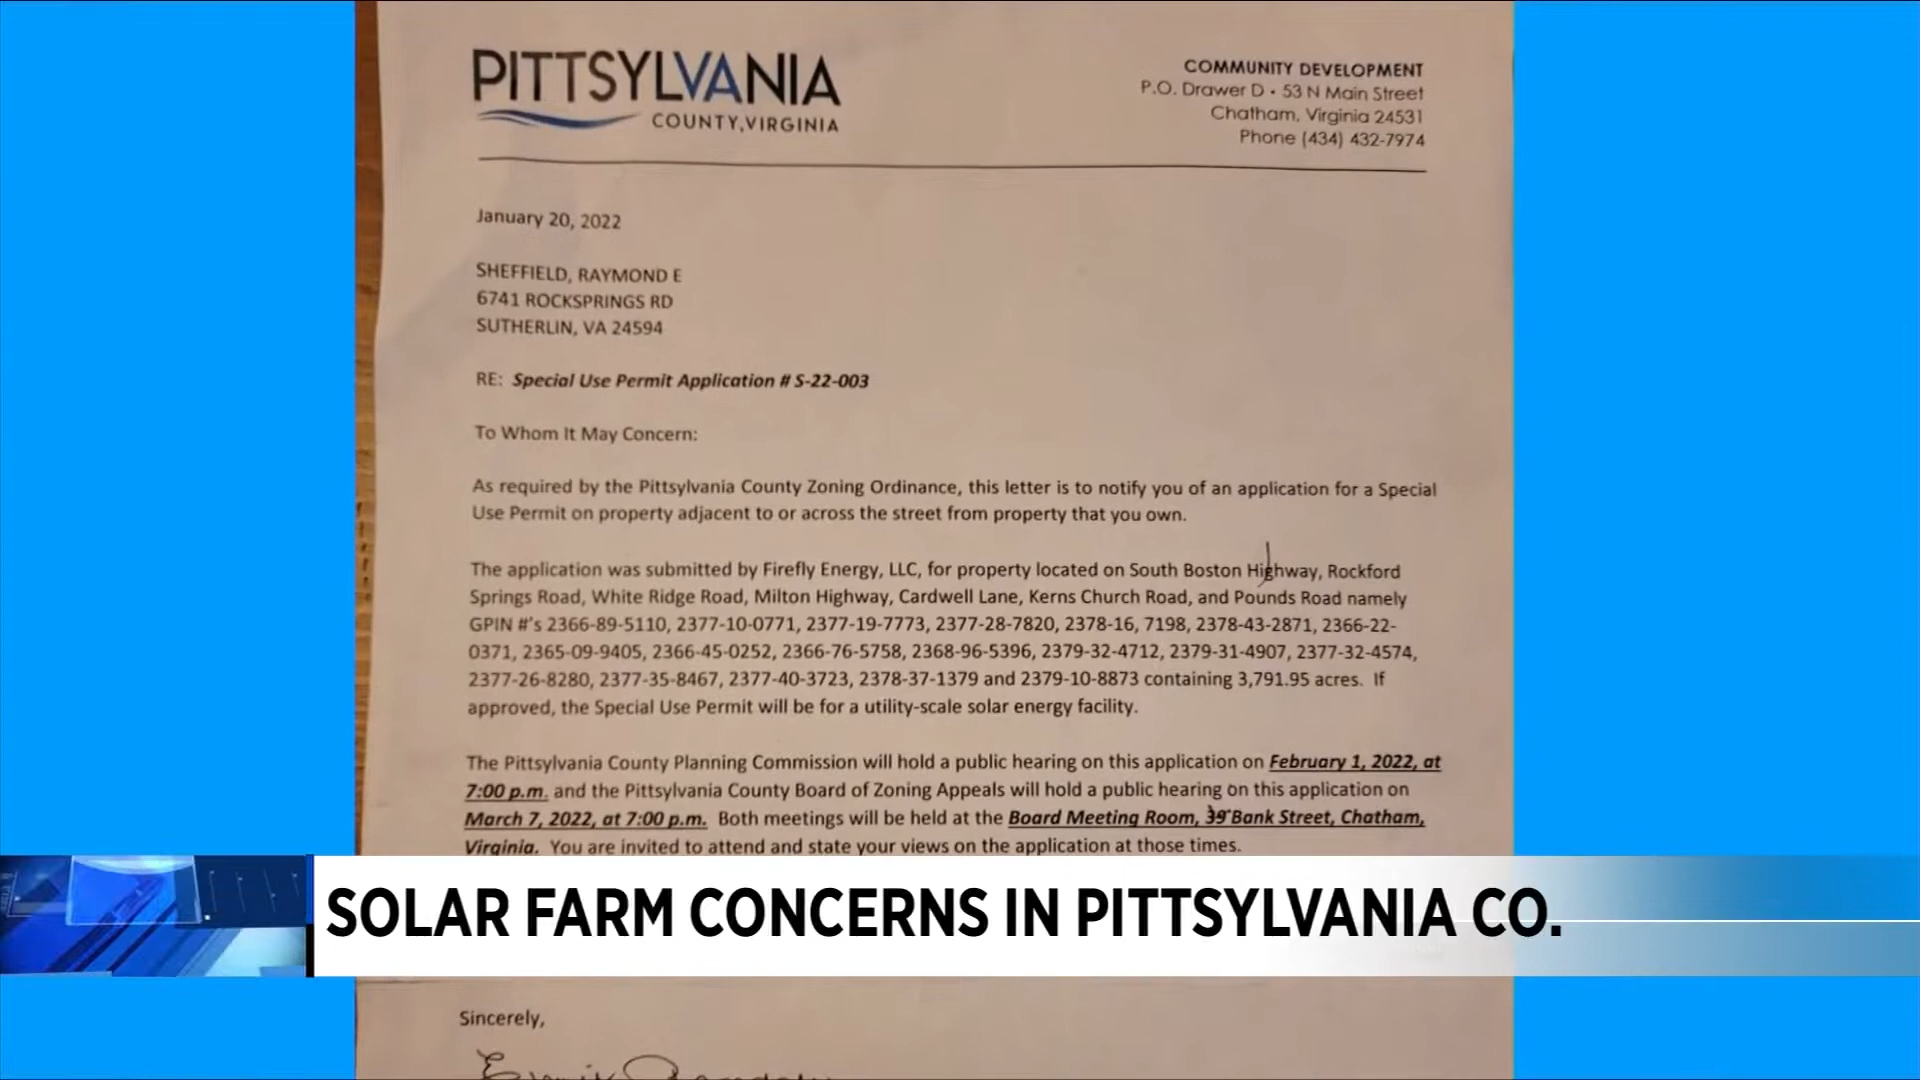 PITTSYLVANIA
COUNTY, VIRGINIA
COMMUNITY DEVELOPMENT
P.O. Drawer D • 53 N Main Street
Chatham, Virginia 24531
Phone (434) 432-7974
January 20, 2022
SHEFFIELD, RAYMOND E
6741 ROCKSPRINGS RD
SUTHERLIN, VA 24594
RE: Special Use Permit Application # S-22-003
To Whom It May Concern:
As required by the Pittsylvania County Zoning Ordinance, this letter is to notify you of an application for a Special
Use Permit on property adjacent to or across the street from property that you own.
The application was submitted by Firefly Energy, LLC, for property located on South Boston Highway, Rockford
Springs Road, White Ridge Road, Milton Highway, Cardwell Lane, Kerns Church Road, and Pounds Road namely
GPIN #'s 2366-89-5110, 2377-10-0771, 2377-19-7773, 2377-28-7820, 2378-16, 7198, 2378-43-2871, 2366-22-
0371, 2365-09-9405, 2366-45-0252, 2366-76-5758, 2368-96-5396, 2379-32-4712, 2379-31-4907, 2377-32-4574,
2377-26-8280, 2377-35-8467, 2377-40-3723, 2378-37-1379 and 2379-10-8873 containing 3,791.95 acres. If
approved, the Special Use Permit will be for a utility-scale solar energy facility.
The Pittsylvania County Planning Commission will hold a public hearing on this application on February 1, 2022, at
7:00 p.m. and the Pittsylvania County Board of Zoning Appeals will hold a public hearing on this application on
March 7, 2022, at 7:00 p.m. Both meetings will be held at the Board Meeting Room, 39 Bank Street, Chatham,
Virginia. You are invited to attend and state your views on the application at those times.
SOLAR FARM CONCERNS IN PITTSYLVANIA CO.
Sincerely,